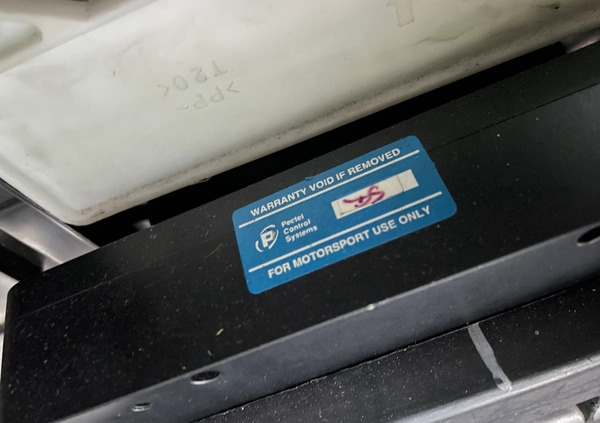 >PP-
T20<
WARRANTY VOID IF REMOVED
Pectel
Control
Systems
FOR MOTORSPORT USE ONLY